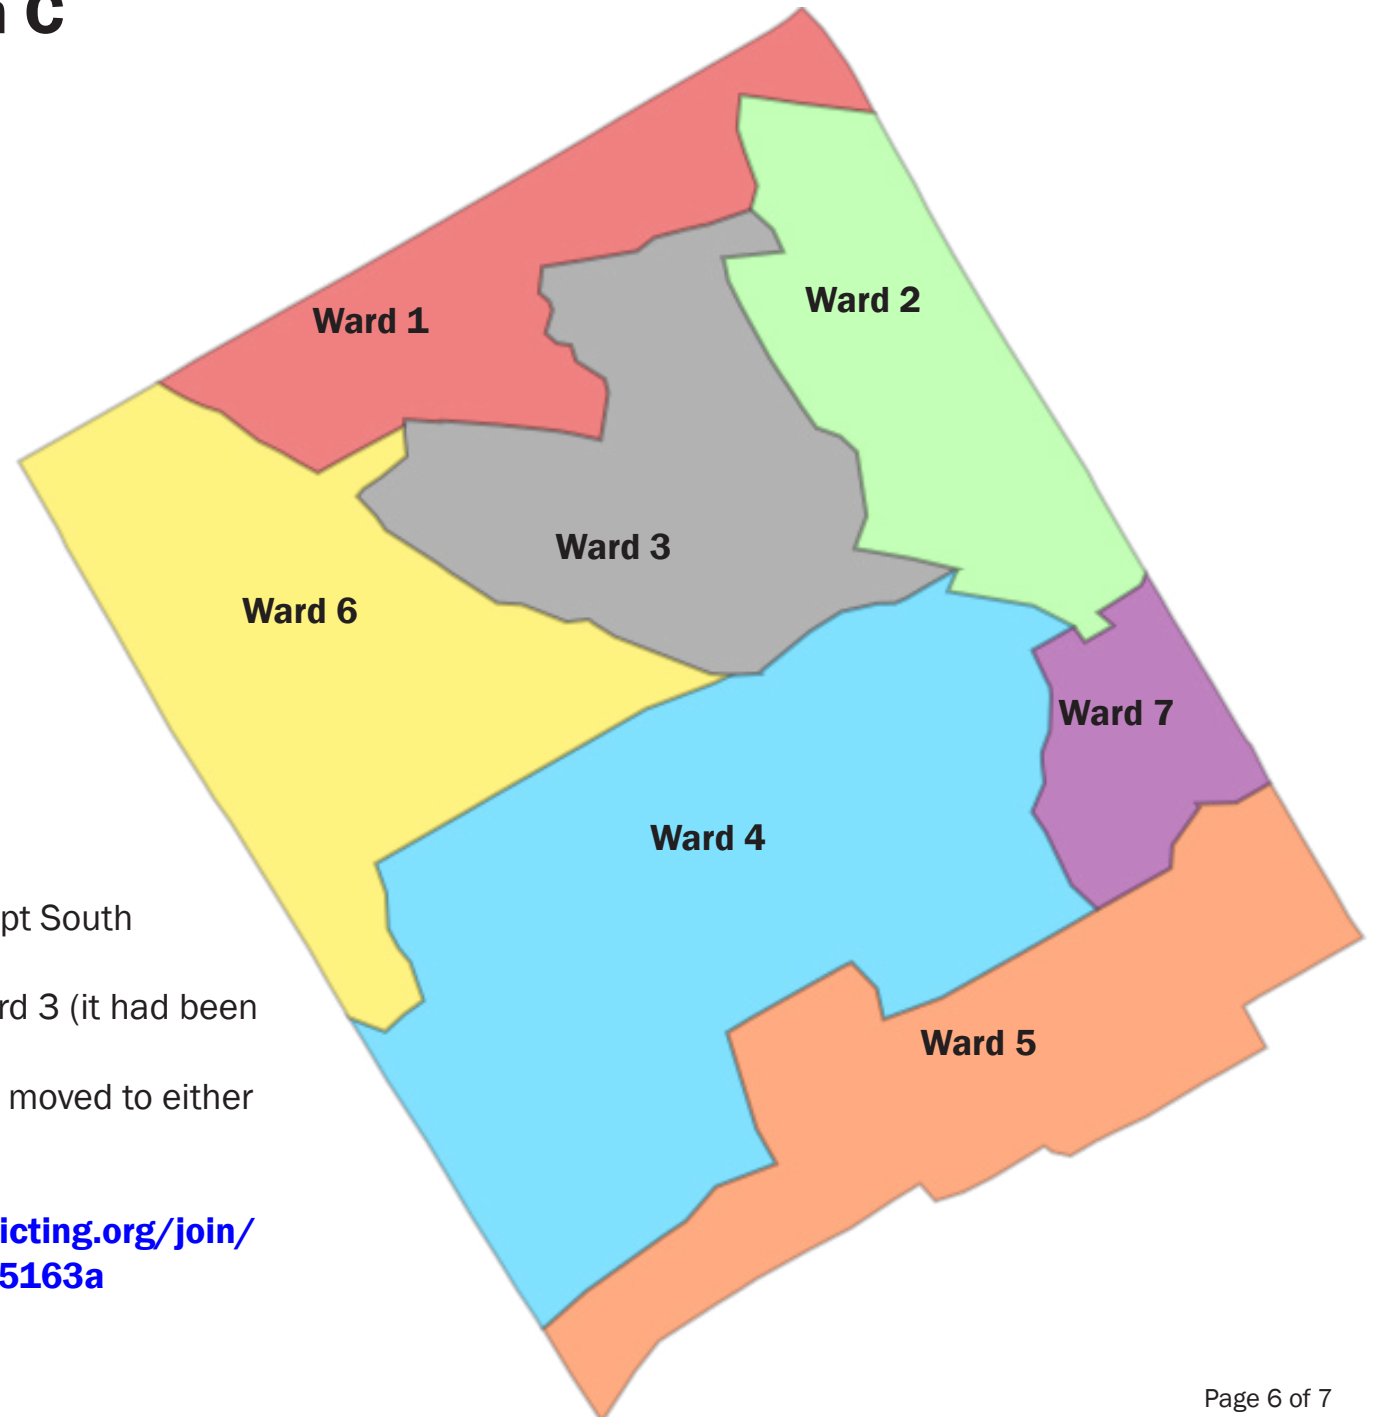 C
Ward 1
Ward 2
Ward 3
Ward 6
Ward 7
Ward 4
pt South
rd 3 (it had been
Ward 5
moved to either
icting.org/join/
5163a
Page 6 of 7